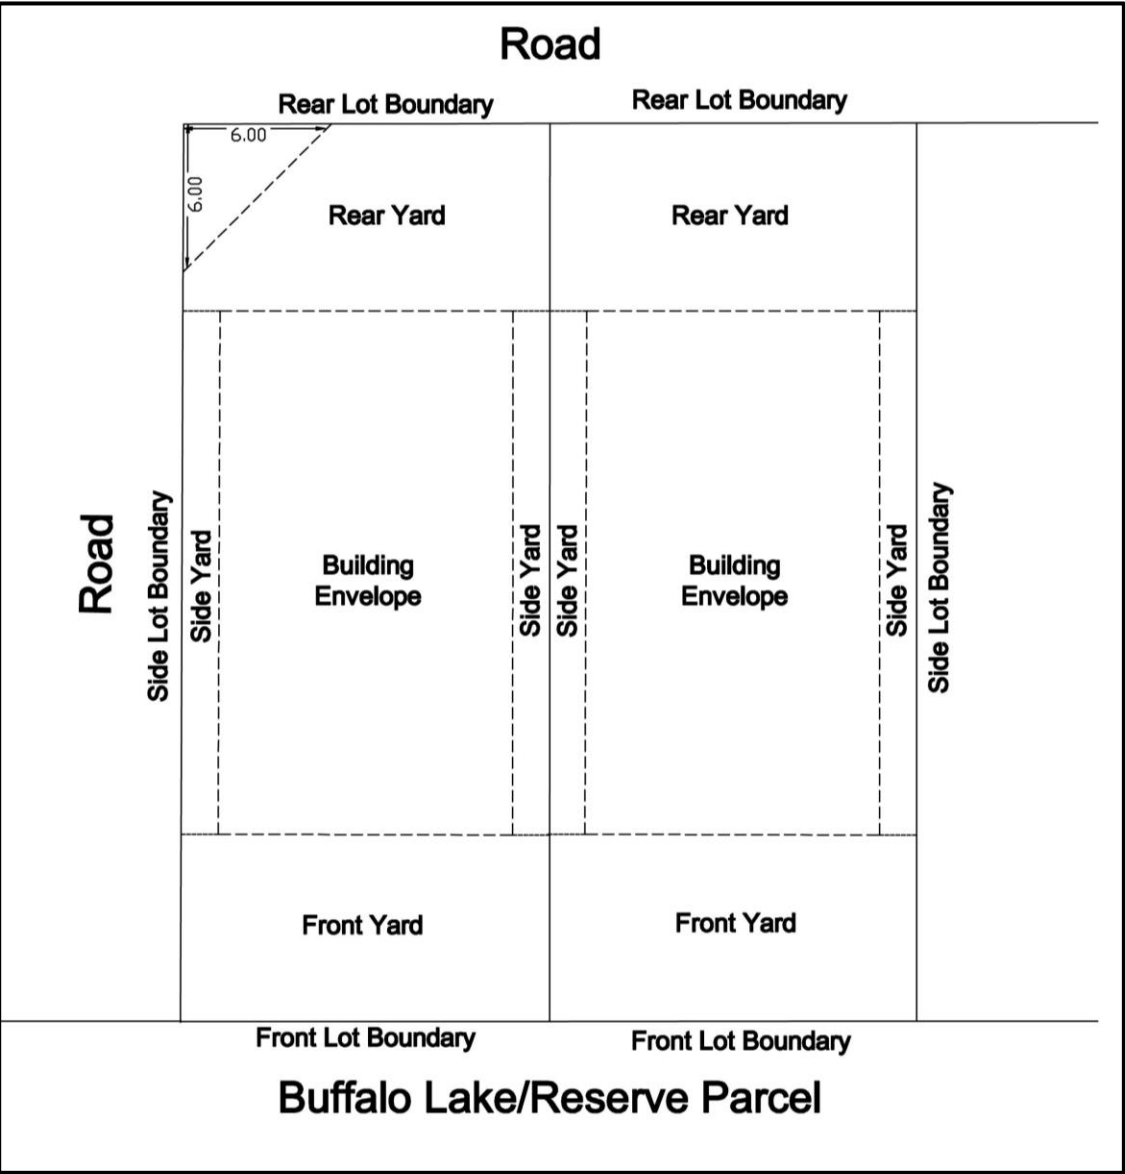 Road
Rear Lot Boundary
Rear Lot Boundary
6.00
6.00
Rear Yard
Rear Yard
Road
Side Lot Boundary
Side Yard
Building
Envelope
Side Yard
Side Yard
Building
Envelope
Side Yard
Side Lot Boundary
Front Yard
Front Yard
Front Lot Boundary
Front Lot Boundary
Buffalo Lake/Reserve Parcel